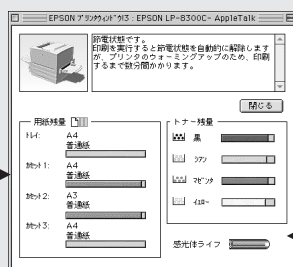 EPSON プリンタウィンドウ!3 : EPSON LP-8300C- AppleTalk
節電状態です。
印刷を実行すると節電状態を自動的に解除します
が、プリンタのウォーミングアップのため、印刷
するまで数分間かかります。
閉じる
用紙残量
トレイ: A4
普通紙
カセット1: A4
普通紙
カセット2: A3
普通紙
カセット3: A4
普通紙
トナー残量
黒
シアン
マゼンタ
イエロー
感光体ライフ